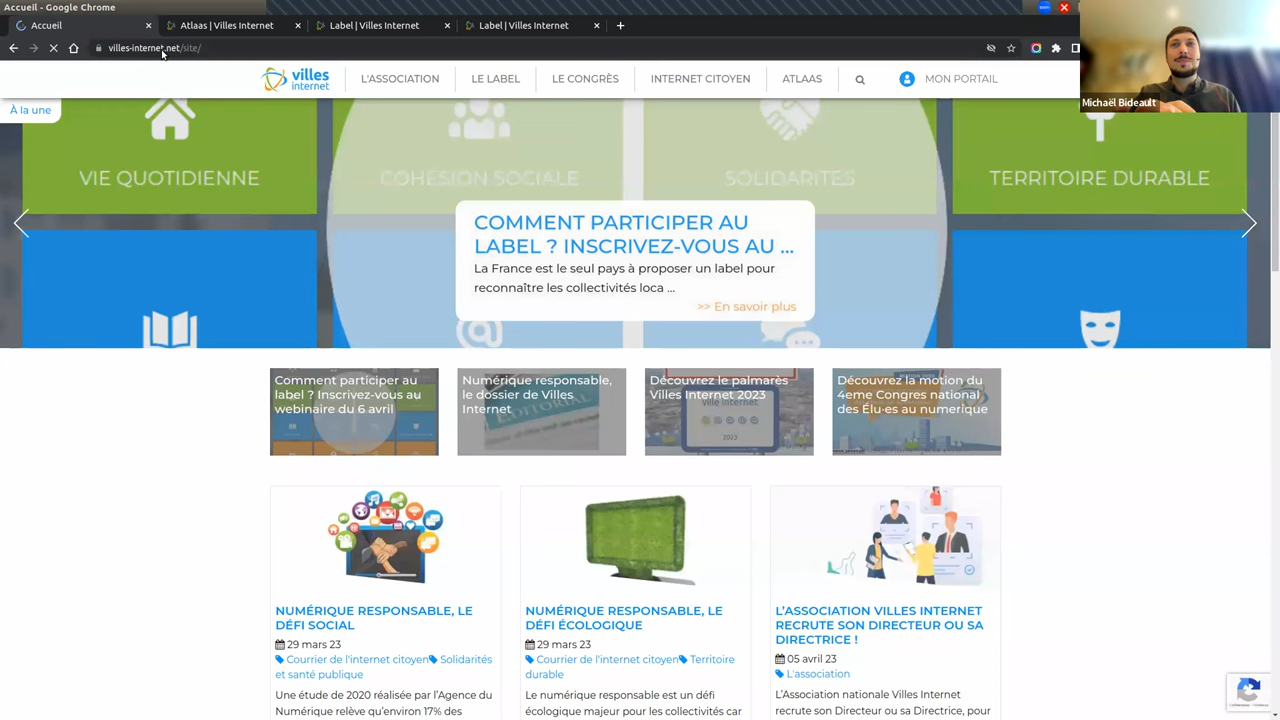 Accueil - Google Chrome
Accueil
Atlaas | Villes Internet
Label | Villes Internet
Label | Villes Internet
villes-internet.net/site/
villes
internet
L'ASSOCIATION
LE LABEL
LE CONGRÈS
INTERNET CITOYEN
ATLAAS
MON PORTAIL
Michaël Bideault
À la une
VIE QUOTIDIENNE
COHESION SOCIALE
SOLIDARITES
TERRITOIRE DURABLE
COMMENT PARTICIPER AU
LABEL ? INSCRIVEZ-VOUS AU ...
La France est le seul pays à proposer un label pour
reconnaître les collectivités loca ...
>> En savoir plus
Comment participer au
label ? Inscrivez-vous au
webinaire du 6 avril
Numérique responsable,
le dossier de Villes
Internet
EDITORIAL
Découvrez le palmarès
Villes Internet 2023
Ville Internet
2023
Découvrez la motion du
4eme Congres national
des Élu·es au numerique
NUMÉRIQUE RESPONSABLE, LE
DÉFI SOCIAL
29 mars 23
Courrier de l'internet citoyen Solidarités
et santé publique
Une étude de 2020 réalisée par l'Agence du
Numérique relève qu'environ 17% des
NUMÉRIQUE RESPONSABLE, LE
DÉFI ÉCOLOGIQUE
29 mars 23
Courrier de l'internet citoyen Territoire
durable
Le numérique responsable est un défi
écologique majeur pour les collectivités car
L'ASSOCIATION VILLES INTERNET
RECRUTE SON DIRECTEUR OU SA
DIRECTRICE !
05 avril 23
L'association
L'Association nationale Villes Internet
recrute son Directeur ou sa Directrice, pour